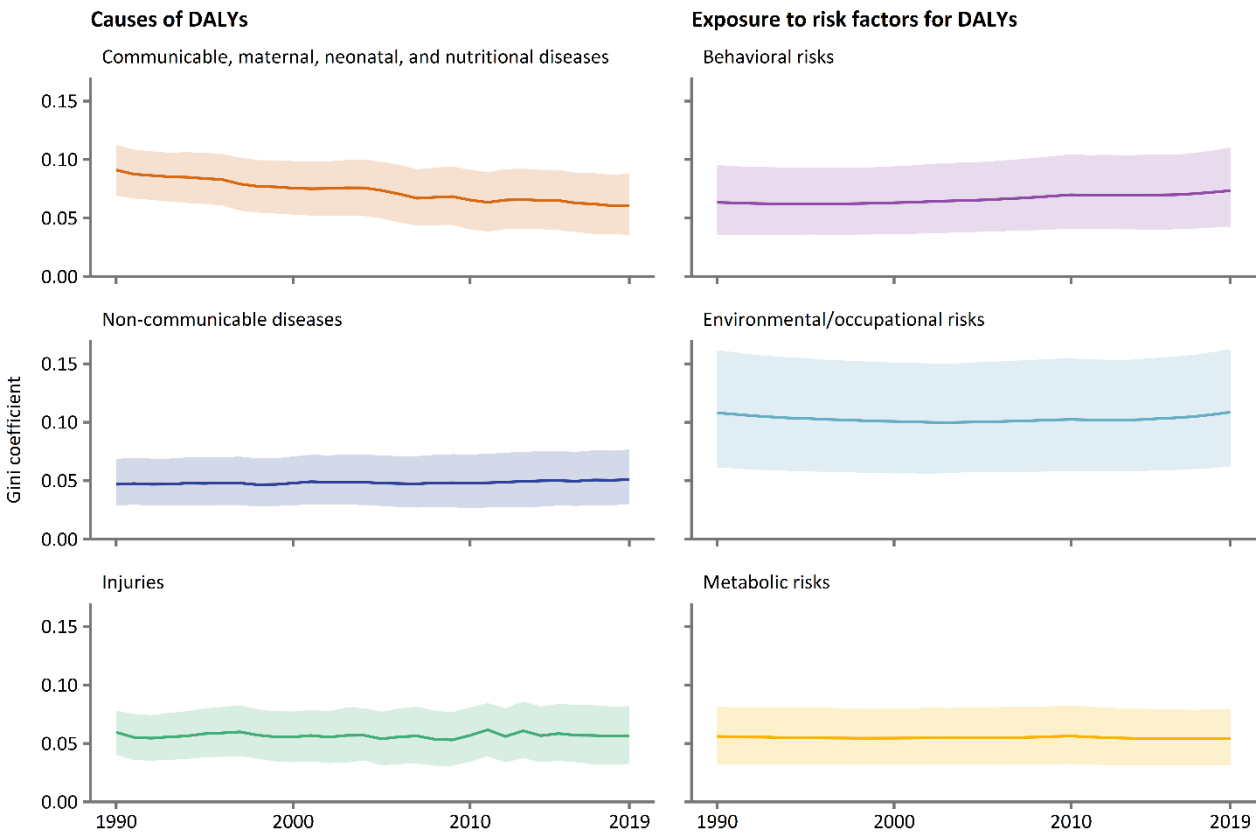 Causes of DALYs
Exposure to risk factors for DALYs
Communicable, maternal, neonatal, and nutritional diseases
Behavioral risks
0.15
0.10
0.05
0.00
Non-communicable diseases
Environmental/occupational risks
Gini coefficient
0.15
0.10
0.05
0.00
Injuries
Metabolic risks
0.15
0.10
0.05
0.00
1990 2000 2010 2019
1990 2000 2010 2019